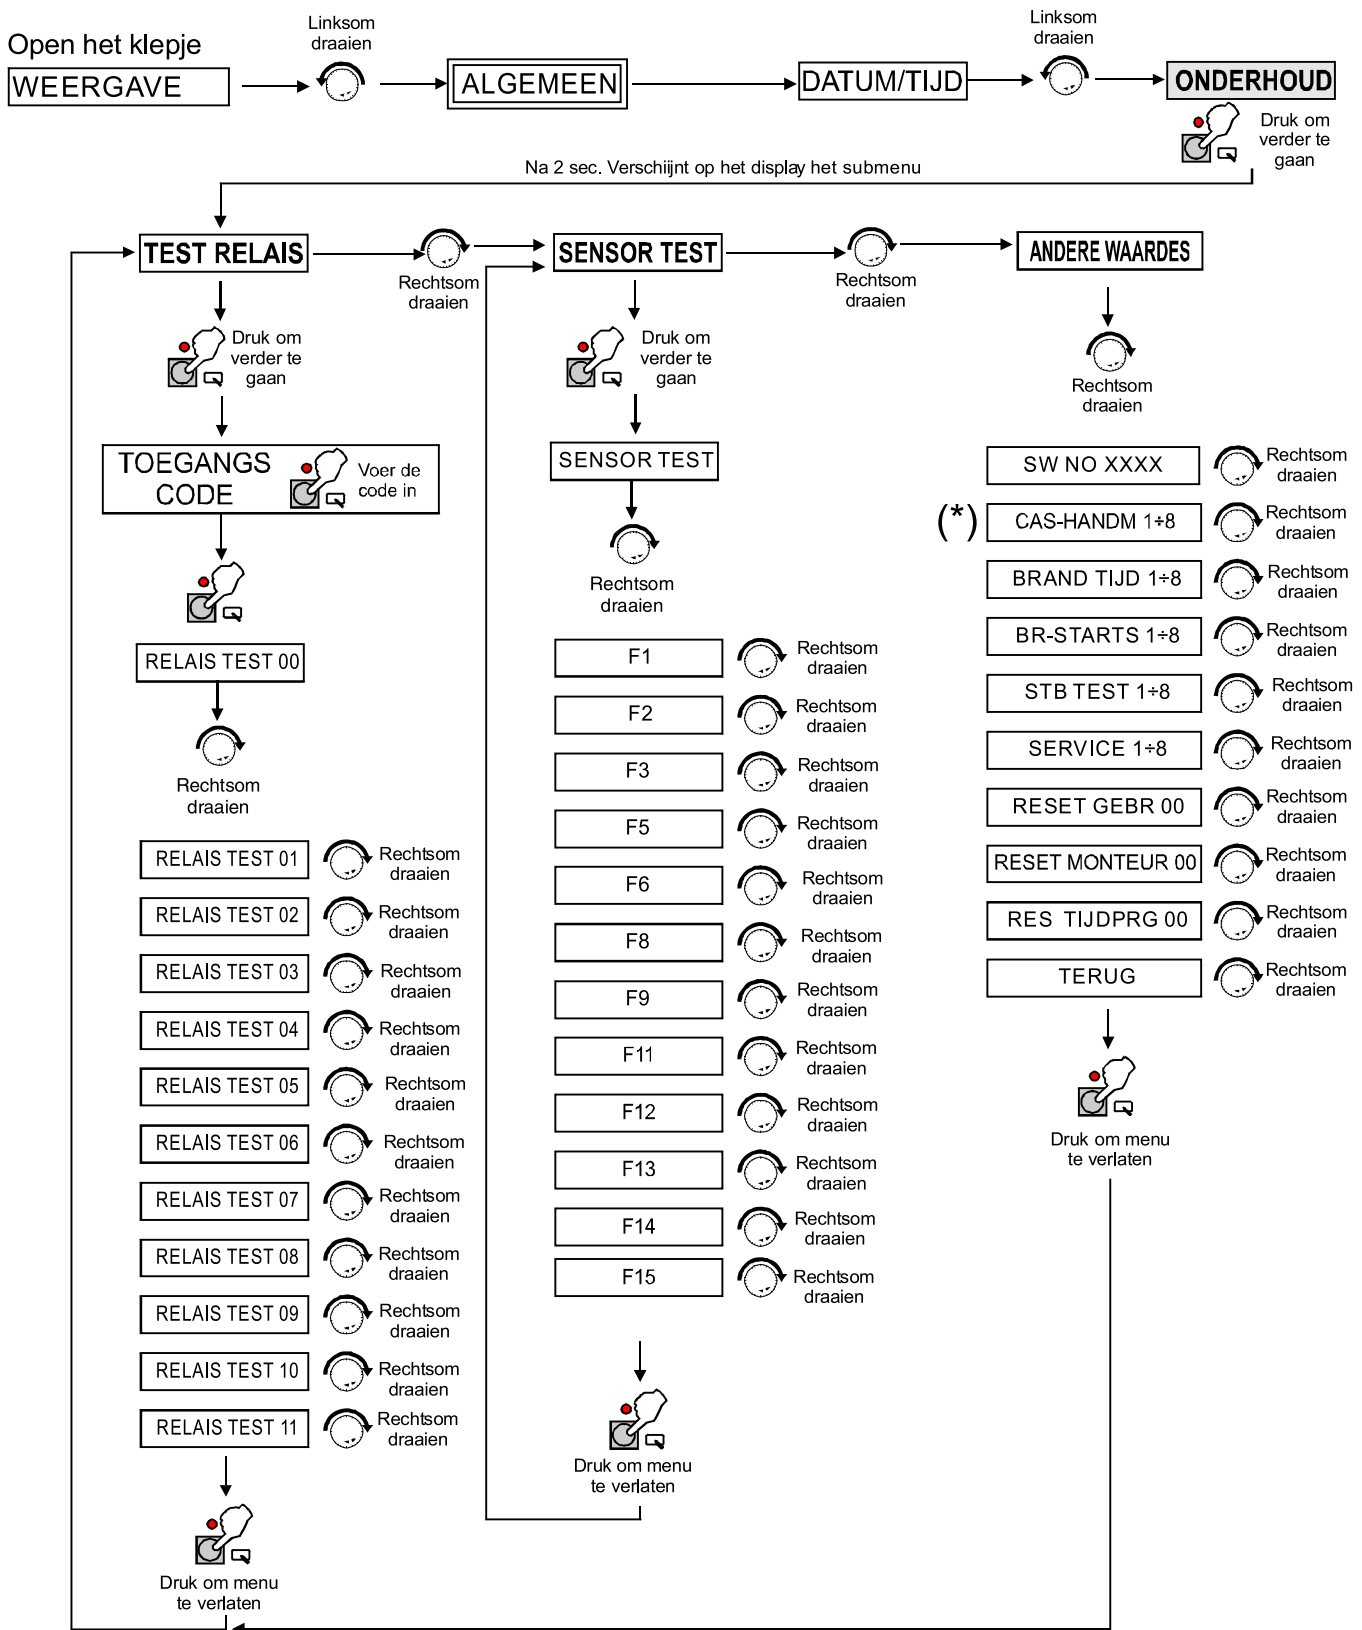 Open het klepje
WEERGAVE
Linksom
draaien
ALGEMEEN
DATUM/TIJD
Linksom
draaien
ONDERHOUD
Druk om
verder te
gaan
Na 2 sec. Verschiijnt op het display het submenu
TEST RELAIS
Rechtsom
draaien
SENSOR TEST
Rechtsom
draaien
ANDERE WAARDES
Druk om
verder te
gaan
TOEGANGS
CODE
Voer de
code in
RELAIS TEST 00
Rechtsom
draaien
RELAIS TEST 01
Rechtsom
draaien
RELAIS TEST 02
Rechtsom
draaien
RELAIS TEST 03
Rechtsom
draaien
RELAIS TEST 04
Rechtsom
draaien
RELAIS TEST 05
Rechtsom
draaien
RELAIS TEST 06
Rechtsom
draaien
RELAIS TEST 07
Rechtsom
draaien
RELAIS TEST 08
Rechtsom
draaien
RELAIS TEST 09
Rechtsom
draaien
RELAIS TEST 10
Rechtsom
draaien
RELAIS TEST 11
Rechtsom
draaien
Druk om menu
te verlaten
Druk om
verder te
gaan
SENSOR TEST
Rechtsom
draaien
F1
Rechtsom
draaien
F2
Rechtsom
draaien
F3
Rechtsom
draaien
F5
Rechtsom
draaien
F6
Rechtsom
draaien
F8
Rechtsom
draaien
F9
Rechtsom
draaien
F11
Rechtsom
draaien
F12
Rechtsom
draaien
F13
Rechtsom
draaien
F14
Rechtsom
draaien
F15
Rechtsom
draaien
Druk om menu
te verlaten
Rechtsom
draaien
SW NO XXXX
Rechtsom
draaien
(*)
CAS-HANDM 1÷8
Rechtsom
draaien
BRAND TIJD 1÷8
Rechtsom
draaien
BR-STARTS 1÷8
Rechtsom
draaien
STB TEST 1÷8
Rechtsom
draaien
SERVICE 1÷8
Rechtsom
draaien
RESET GEBR 00
Rechtsom
draaien
RESET MONTEUR 00
Rechtsom
draaien
RES TIJDPRG 00
Rechtsom
draaien
TERUG
Rechtsom
draaien
Druk om menu
te verlaten